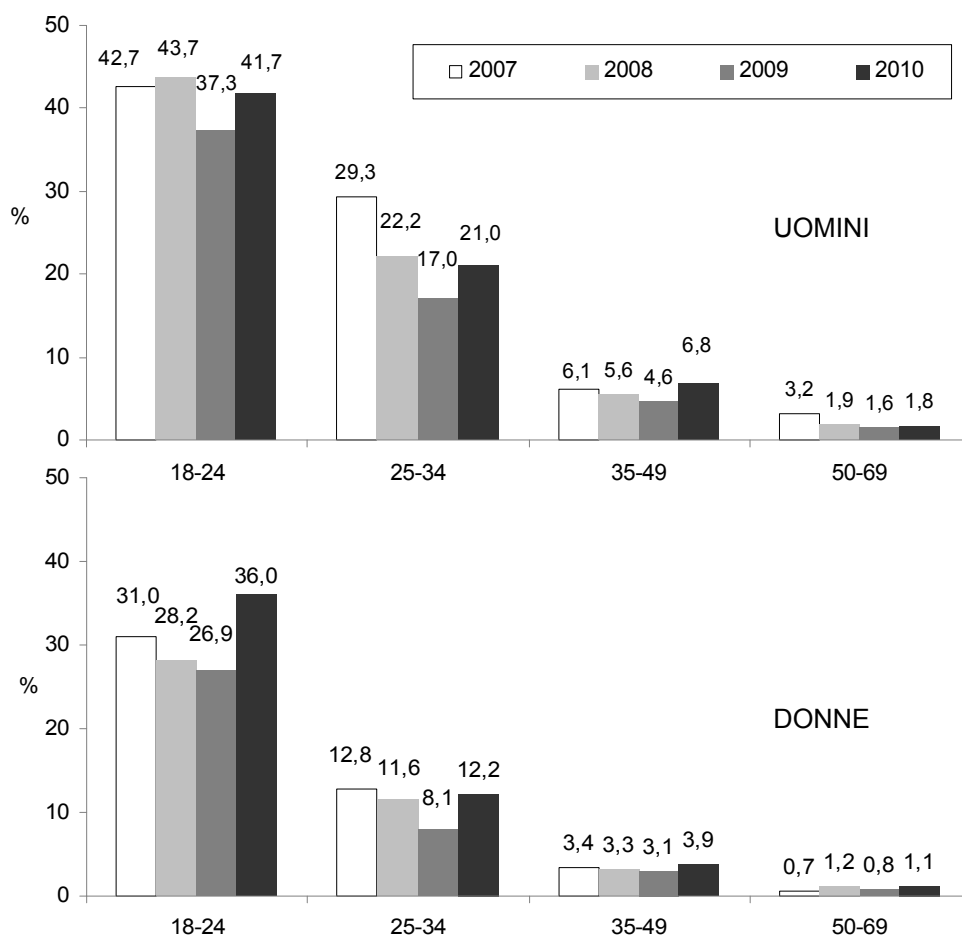 50
42,7 43,7 37,3 41,7
2007 2008 2009 2010
40
29,3
30
%
22,2 17,0 21,0
UOMINI
20
10
6,1 5,6 4,6 6,8
3,2 1,9 1,6 1,8
0
18-24 25-34 35-49 50-69
50
40
31,0 28,2 26,9 36,0
30
%
DONNE
20
12,8 11,6 8,1 12,2
10
3,4 3,3 3,1 3,9
0,7 1,2 0,8 1,1
0
18-24 25-34 35-49 50-69